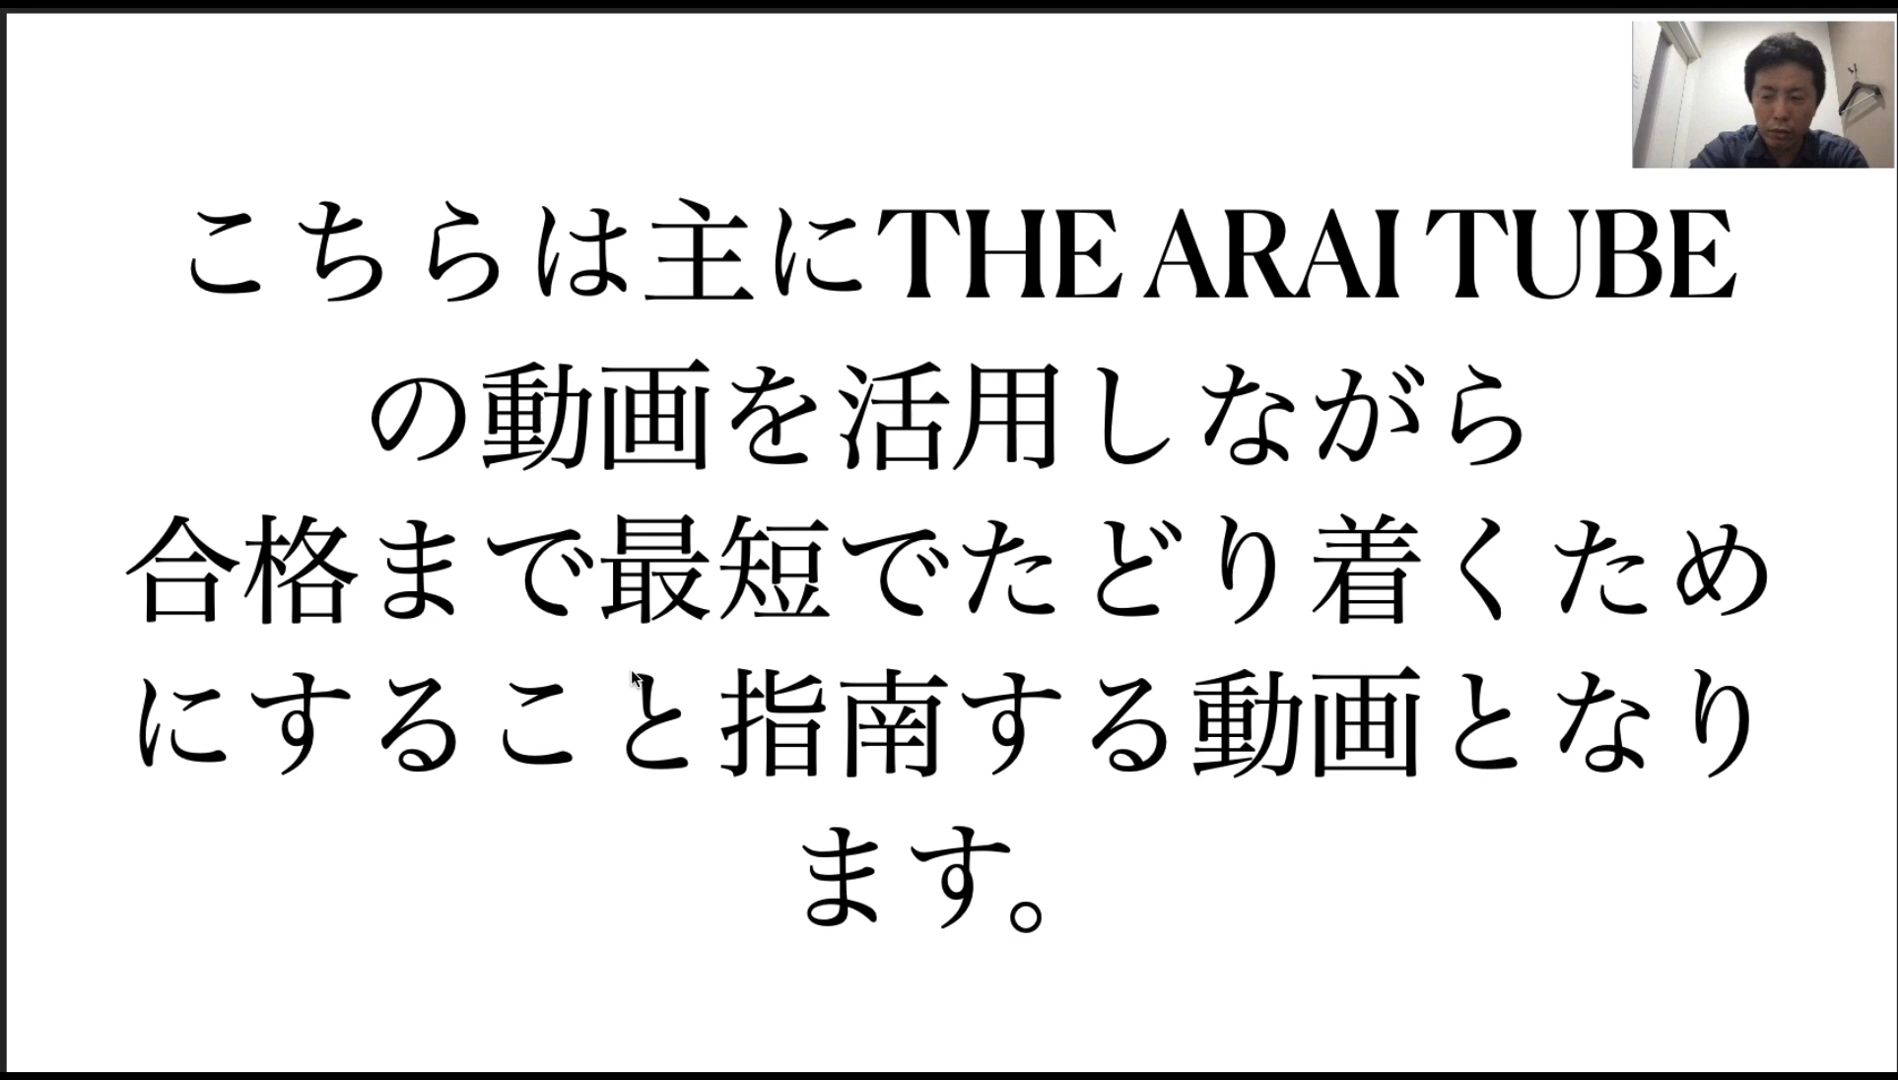 こちらは主にTHE ARAI TUBE
の動画を活用しながら
合格まで最短でたどり着くため
にすること指南する動画となり
ます。